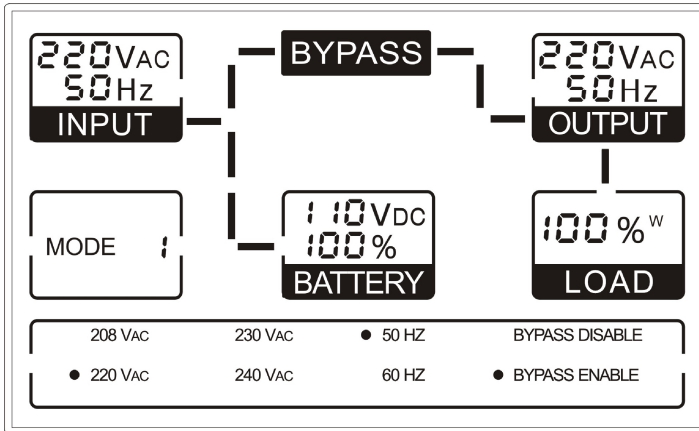 220VAC
50Hz
INPUT
BYPASS
220VAC
50Hz
OUTPUT
MODE 1
110VDC
100%
BATTERY
100%W
LOAD
208 VAC 230 VAC ● 50 HZ BYPASS DISABLE
● 220 VAC 240 VAC 60 HZ ● BYPASS ENABLE